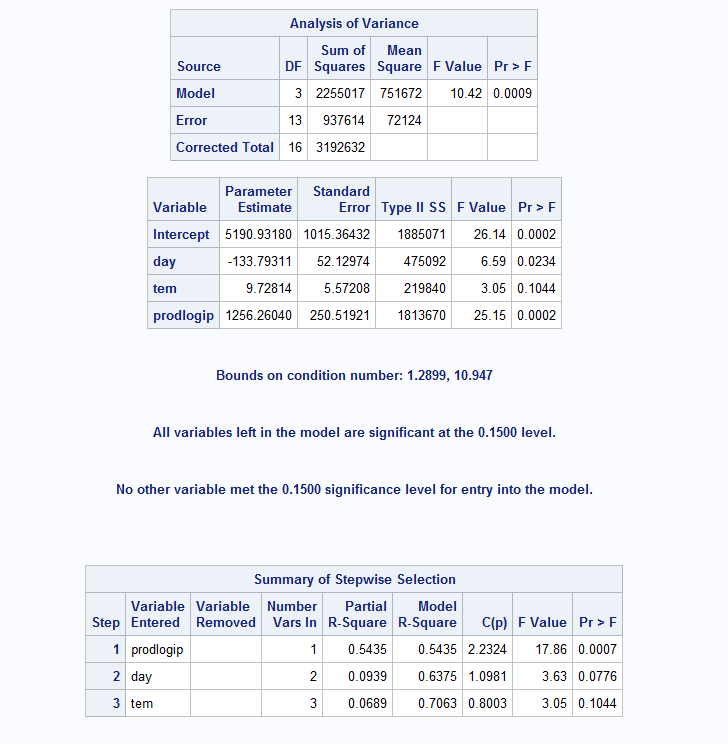 Analysis of Variance
Source DF Sum of Squares Mean Square F Value Pr > F
Model 3 2255017 751672 10.42 0.0009
Error 13 937614 72124
Corrected Total 16 3192632
Variable Parameter Estimate Standard Error Type II SS F Value Pr > F
Intercept 5190.93180 1015.36432 1885071 26.14 0.0002
day -133.79311 52.12974 475092 6.59 0.0234
tem 9.72814 5.57208 219840 3.05 0.1044
prodlogip 1256.26040 250.51921 1813670 25.15 0.0002
Bounds on condition number: 1.2899, 10.947
All variables left in the model are significant at the 0.1500 level.
No other variable met the 0.1500 significance level for entry into the model.
Summary of Stepwise Selection
Step Variable Entered Variable Removed Number Vars In Partial R-Square Model R-Square C(p) F Value Pr > F
1 prodlogip 1 0.5435 0.5435 2.2324 17.86 0.0007
2 day 2 0.0939 0.6375 1.0981 3.63 0.0776
3 tem 3 0.0689 0.7063 0.8003 3.05 0.1044